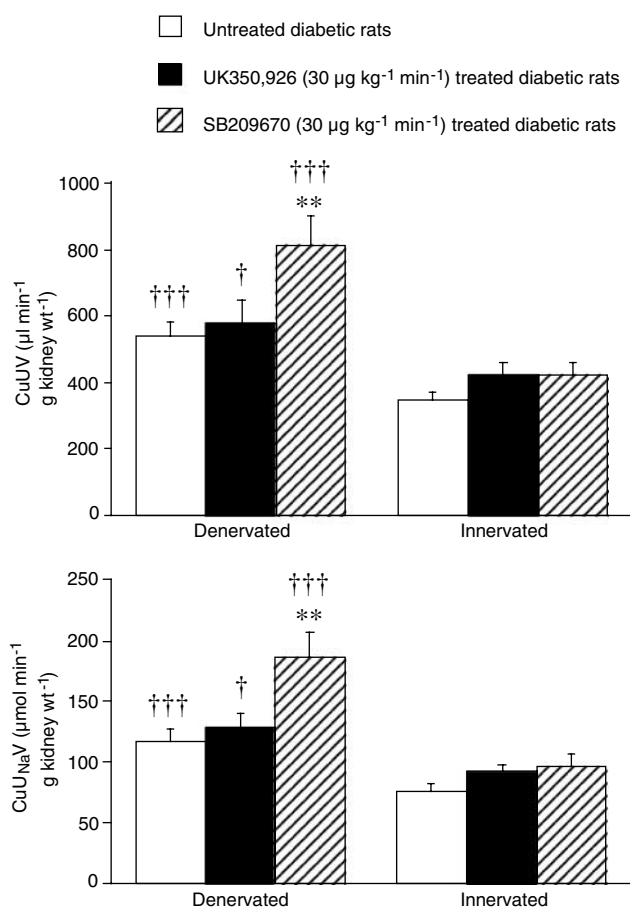 Untreated diabetic rats
UK350,926 (30 µg kg-1 min-1) treated diabetic rats
SB209670 (30 µg kg-1 min-1) treated diabetic rats
CuUV (µl min-1
g kidney wt-1)
1000
800
600
400
200
0
†††
†
†††
**
Denervated
Innervated
CuUNaV (µmol min-1
g kidney wt-1)
250
200
150
100
50
0
†††
†
†††
**
Denervated
Innervated